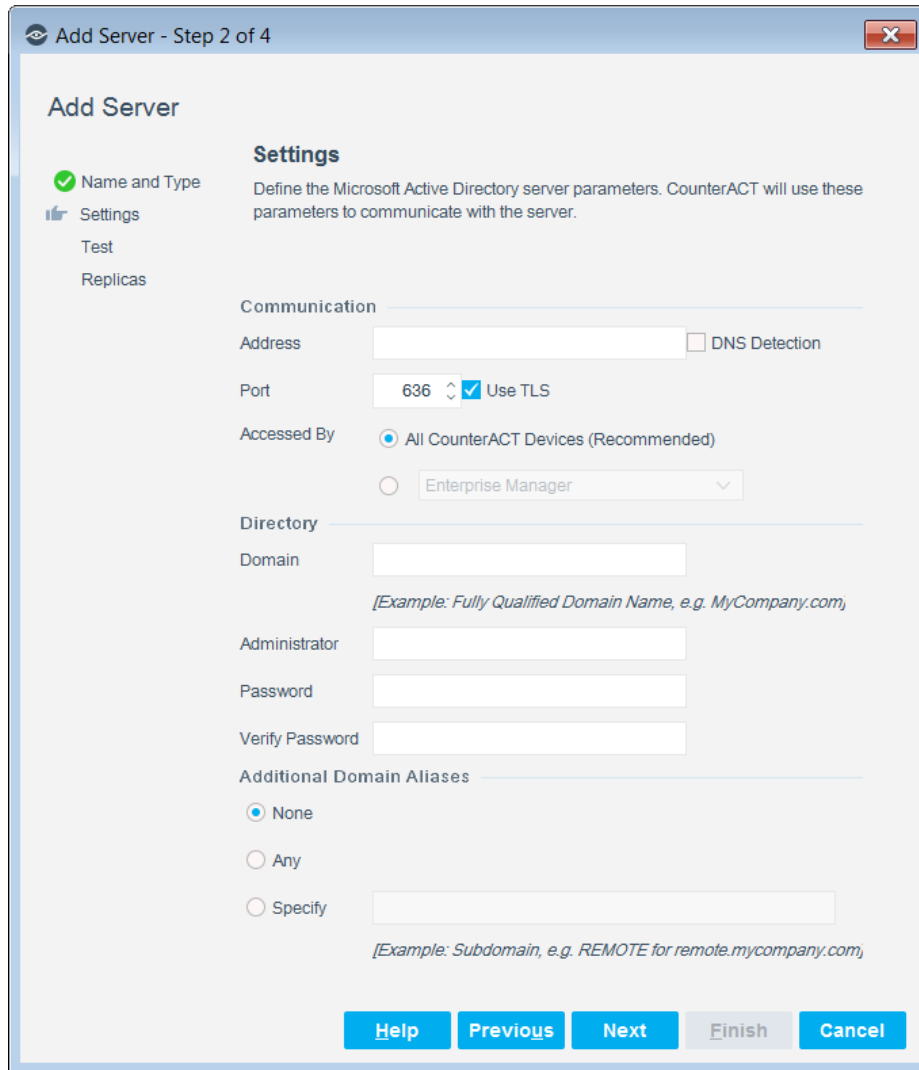 Add Server - Step 2 of 4
Add Server
Name and Type
Settings
Test
Replicas
Settings
Define the Microsoft Active Directory server parameters. CounterACT will use these
parameters to communicate with the server.
Communication
Address
DNS Detection
Port
636
Use TLS
Accessed By
All CounterACT Devices (Recommended)
Enterprise Manager
Directory
Domain
[Example: Fully Qualified Domain Name, e.g. MyCompany.com]
Administrator
Password
Verify Password
Additional Domain Aliases
None
Any
Specify
[Example: Subdomain, e.g. REMOTE for remote.mycompany.com]
Help Previous Next Finish Cancel